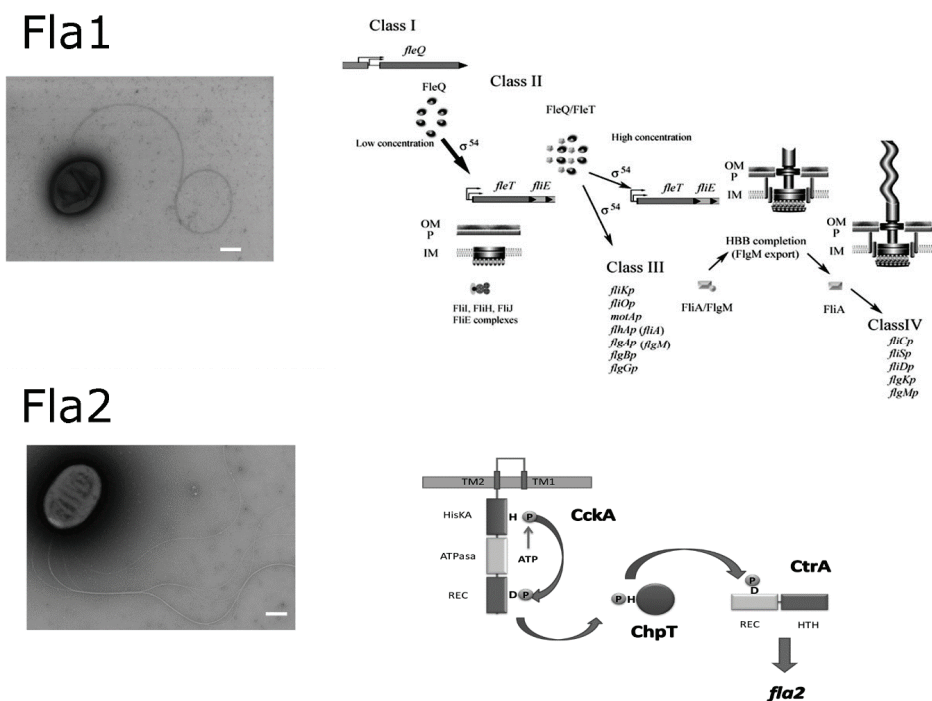 Fla1
Class I
fleQ
FleQ
Low concentration
σ54
Class II
FleQ/FleT
High concentration
σ54
σ54
fleT fliE
fleT fliE
OM
P
IM
FliI, FliH, FliJ
FliE complexes
Class III
fliKp
fliOp
motAp
flhAp (fliA)
flgAp (flgM)
flgBp
flgGp
OM
P
IM
HBB completion
(FlgM export)
FliA/FlgM
FliA
OM
P
IM
ClassIV
fliCp
fliSp
fliDp
flgKp
flgMp
Fla2
TM2 TM1
HisKA H P CckA
ATPasa ATP
REC D P
P H
ChpT
CtrA
P
D
REC HTH
fla2